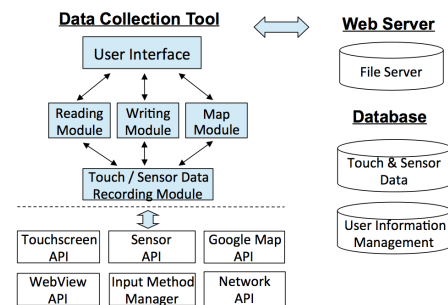 Data Collection Tool
User Interface
Reading
Module
Writing
Module
Map
Module
Touch / Sensor Data
Recording Module
Touchscreen
API
Sensor
API
Google Map
API
WebView
API
Input Method
Manager
Network
API
Web Server
File Server
Database
Touch & Sensor
Data
User Information
Management